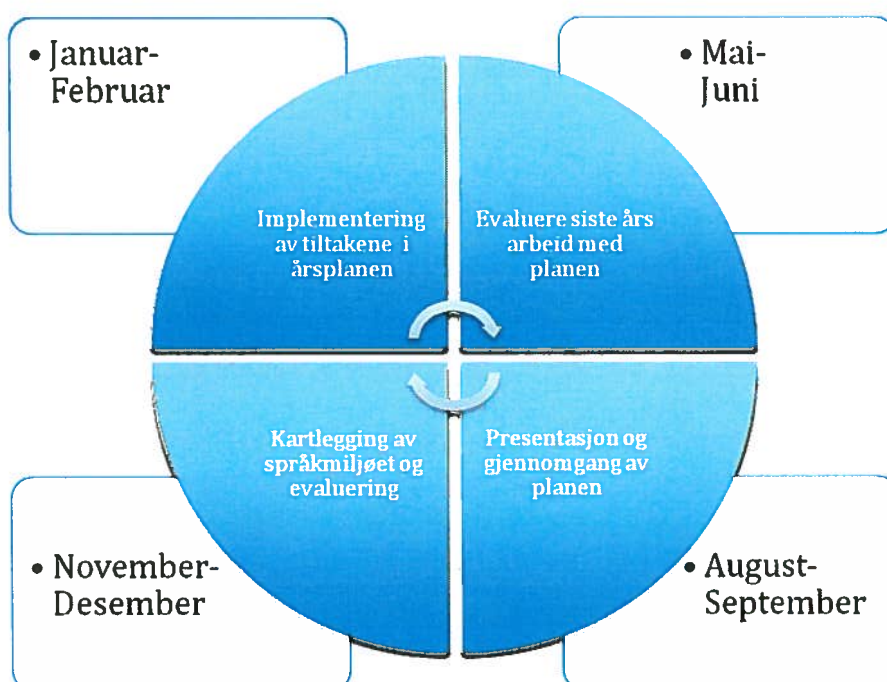 • Januar-
Februar
• Mai-
Juni
Implementering
av tiltakene i
årsplanen
Evaluere siste års
arbeid med
planen
Kartlegging av
språkmiljøet og
evaluering
Presentasjon og
gjennomgang av
planen
• November-
Desember
• August-
September